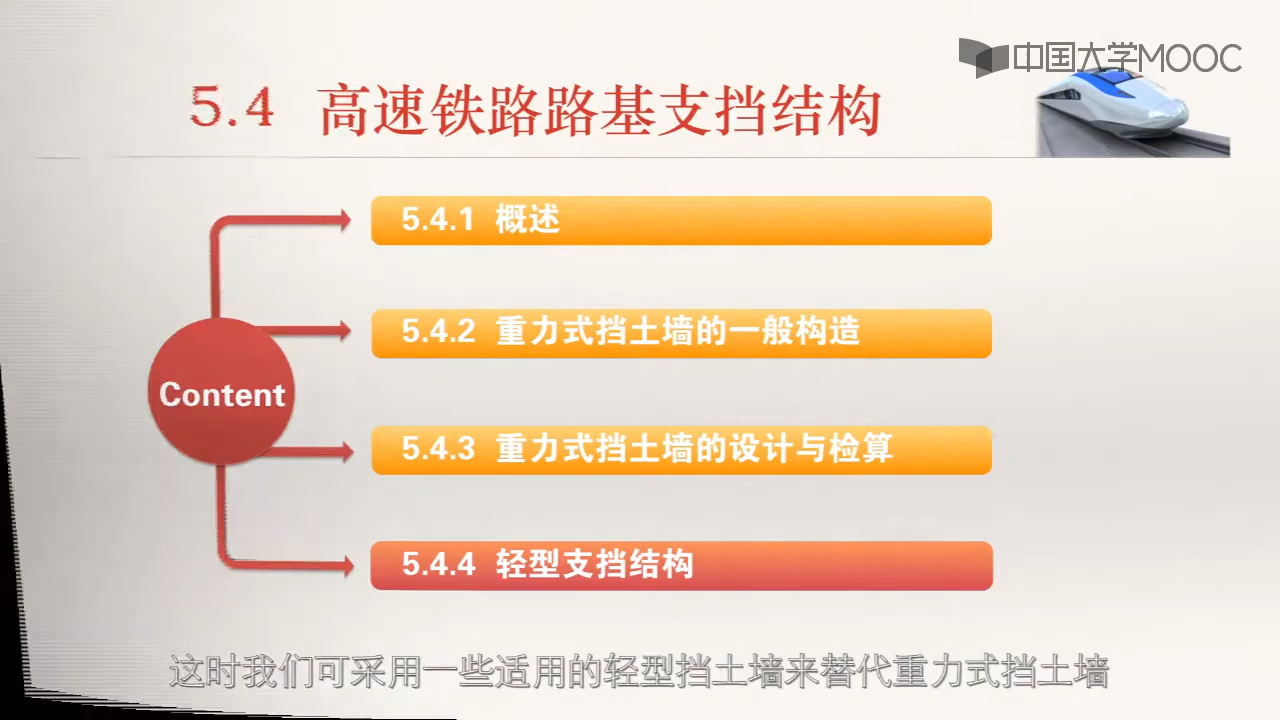 中国大学MOOC
5.4 高速铁路路基支挡结构
5.4.1 概述
5.4.2 重力式挡土墙的一般构造
Content
5.4.3 重力式挡土墙的设计与检算
5.4.4 轻型支挡结构
这时我们可采用一些适用的轻型挡土墙来替代重力式挡土墙